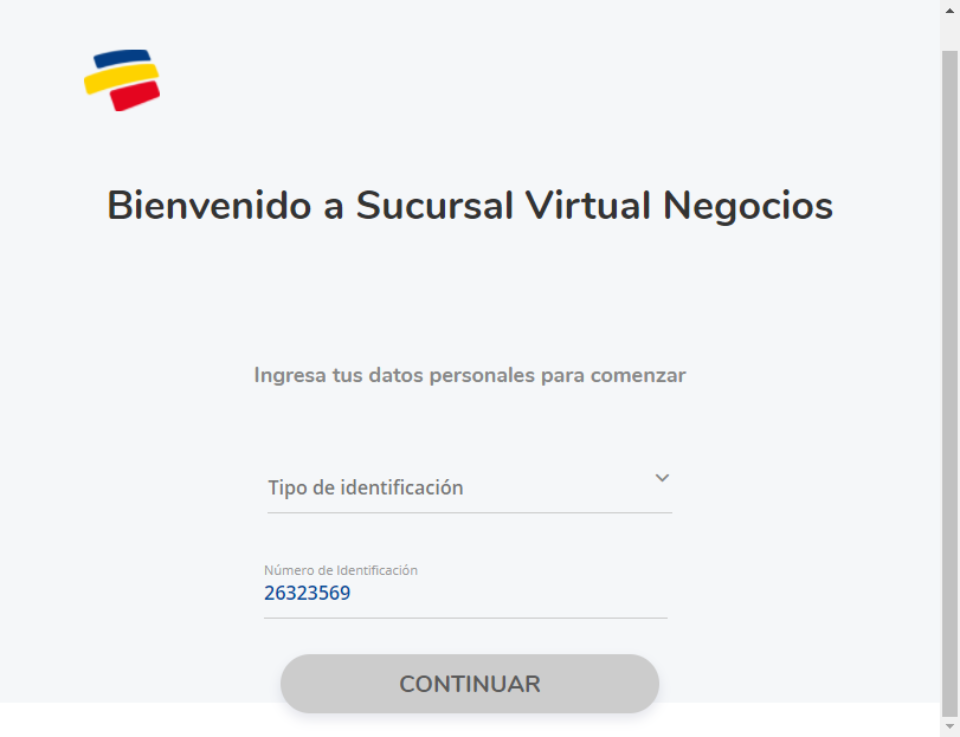 Bienvenido a Sucursal Virtual Negocios
Ingresa tus datos personales para comenzar
Tipo de identificación
Número de Identificación
26323569
CONTINUAR